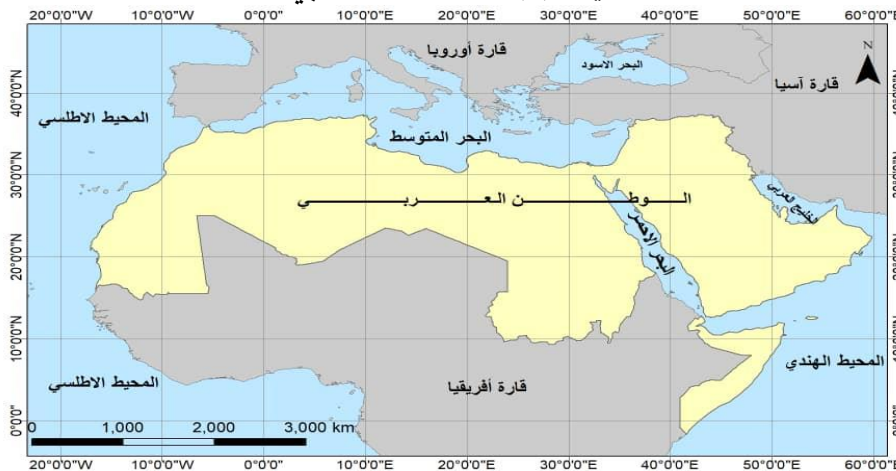 20°0'0"W 10°0'0"W 0°0'0" 10°0'0"E 20°0'0"E 30°0'0"E 40°0'0"E 50°0'0"E 60°0'0"E
قارة أوروبا
البحر الاسود
N
قارة آسيا
40°0'0"N
المحيط الاطلسي
البحر المتوسط
30°0'0"N
الخليج العربي
الـوطـــن العـــربـــي
البحر الاحمر
20°0'0"N
10°0'0"N
المحيط الاطلسي
قارة أفريقيا
المحيط الهندي
0°0'0"
0 1,000 2,000 3,000 km
20°0'0"W 10°0'0"W 0°0'0" 10°0'0"E 20°0'0"E 30°0'0"E 40°0'0"E 50°0'0"E 60°0'0"E